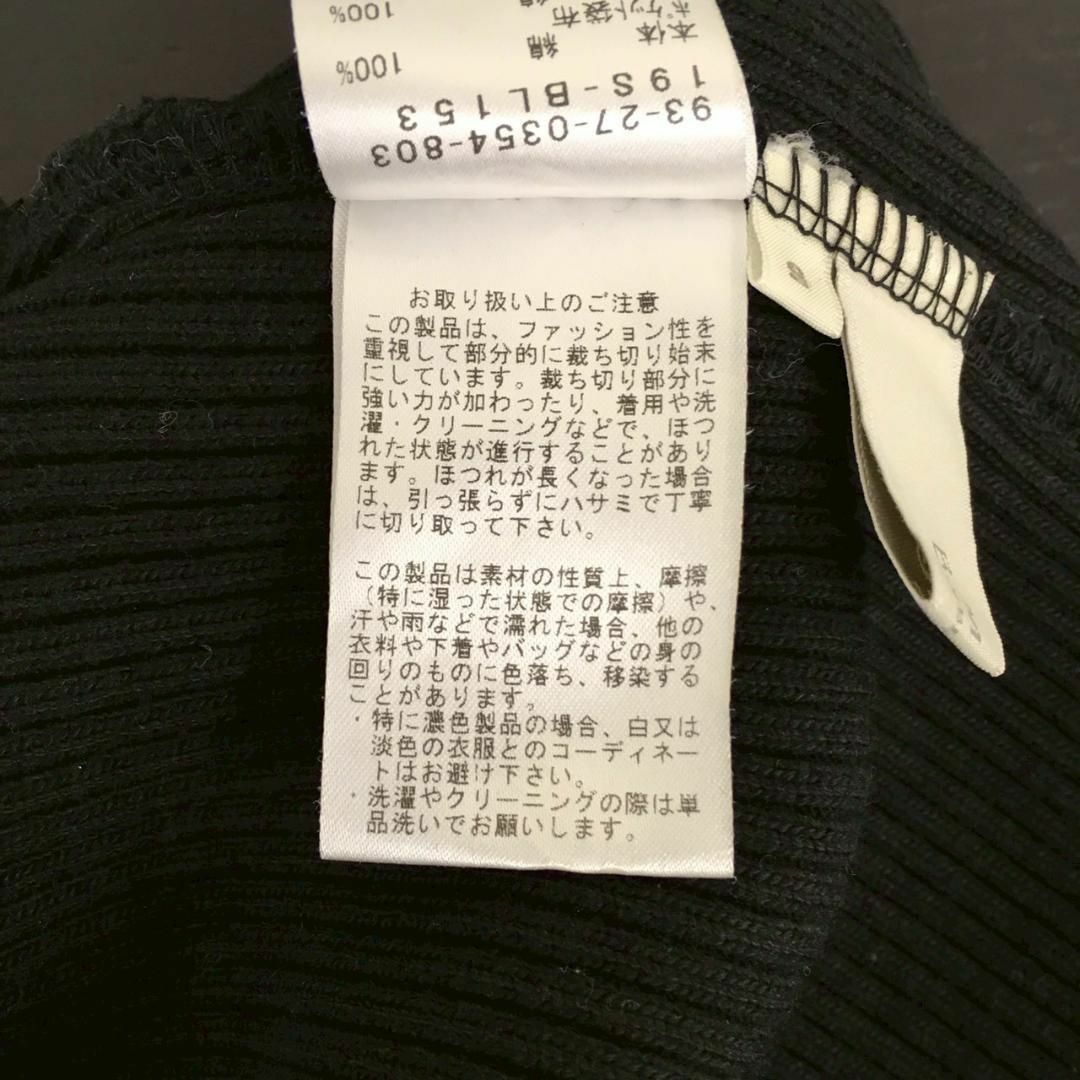 93-27-0354-803
19S-BL153
本体 綿 100%
ポケット袋布 綿 100%
お取り扱い上のご注意
この製品は、ファッション性を
重視して部分的に裁ち切り始末
にしています。裁ち切り部分に
強い力が加わったり、着用や洗
濯・クリーニングなどで、ほつ
れた状態が進行することがあり
ます。ほつれが長くなった場合
は、引っ張らずにハサミで丁寧
に切り取って下さい。
この製品は素材の性質上、摩擦
（特に湿った状態での摩擦）や、
汗や雨などで濡れた場合、他の
衣料や下着やバッグなどの身の
回りのものに色落ち、移染する
ことがあります。
・特に濃色製品の場合、白又は
淡色の衣服とのコーディネー
トはお避け下さい。
・洗濯やクリーニングの際は単
品洗いでお願いします。